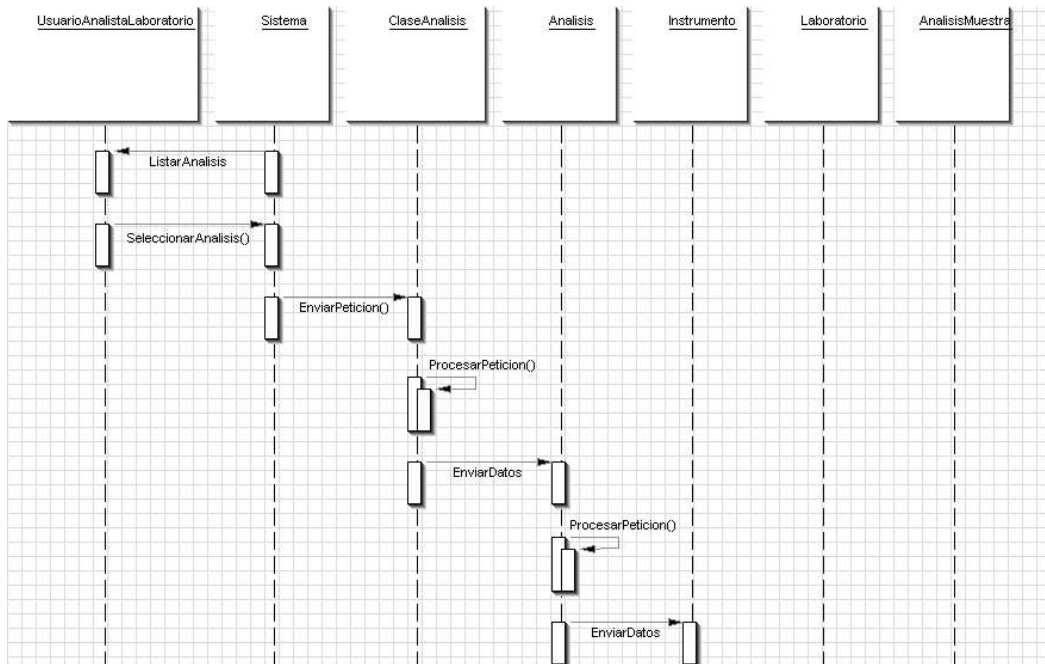 UsuarioAnalistaLaboratorio
Sistema
ClaseAnalisis
Analisis
Instrumento
Laboratorio
AnalisisMuestra
ListarAnalisis
SeleccionarAnalisis()
EnviarPeticion()
ProcesarPeticion()
EnviarDatos
ProcesarPeticion()
EnviarDatos